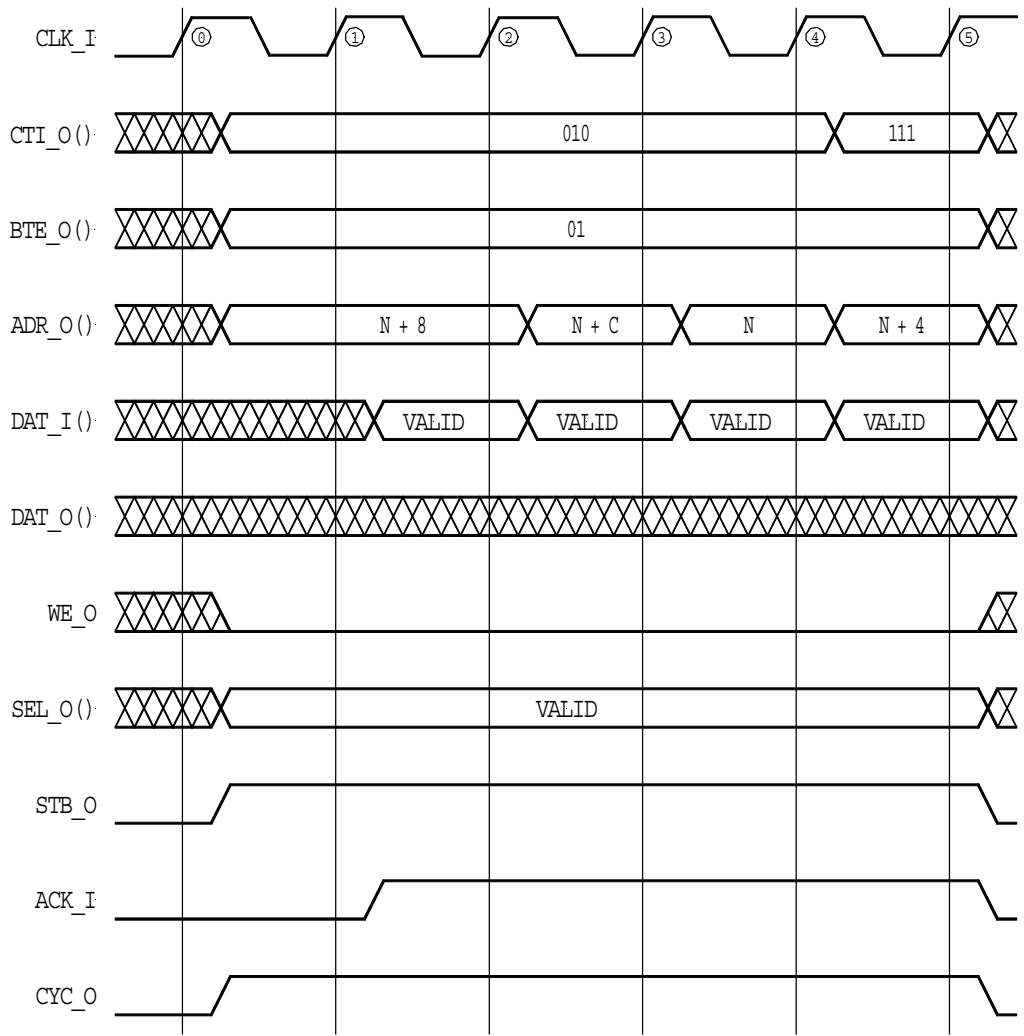 CLK_I
⓪ ① ② ③ ④ ⑤
CTI_O() 010 111
BTE_O() 01
ADR_O() N + 8 N + C N N + 4
DAT_I() VALID VALID VALID VALID
DAT_O()
WE_O
SEL_O() VALID
STB_O
ACK_I
CYC_O